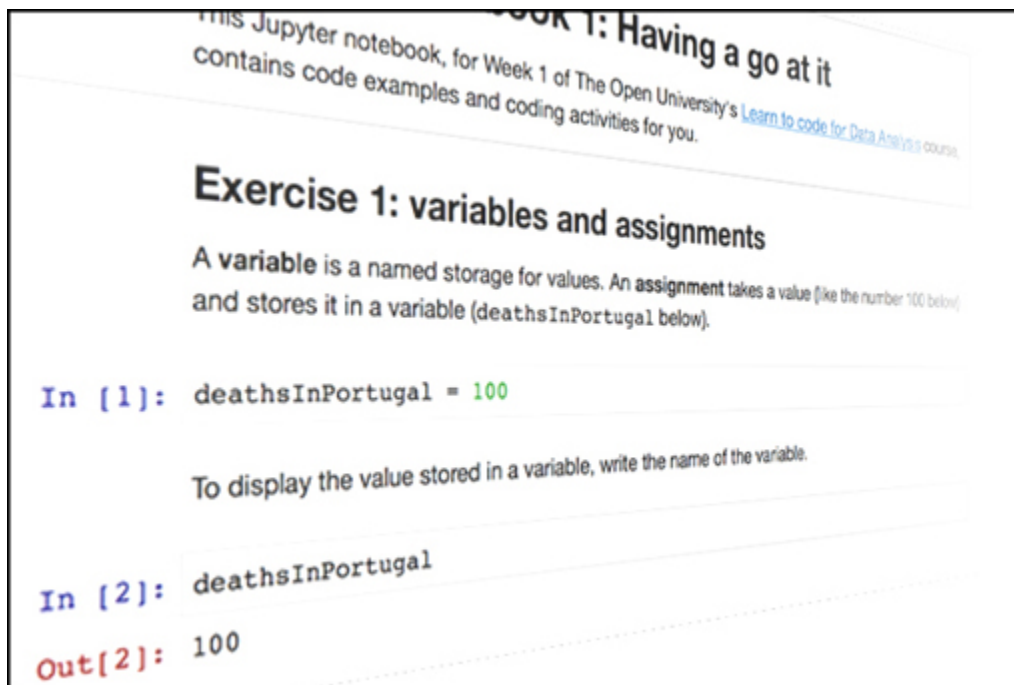 book 1: Having a go at it
This Jupyter notebook, for Week 1 of The Open University's Learn to code for Data Analysis course,
contains code examples and coding activities for you.
Exercise 1: variables and assignments
A variable is a named storage for values. An assignment takes a value (like the number 100 below)
and stores it in a variable (deathsInPortugal below).
In [1]: deathsInPortugal = 100
To display the value stored in a variable, write the name of the variable.
In [2]: deathsInPortugal
Out[2]: 100